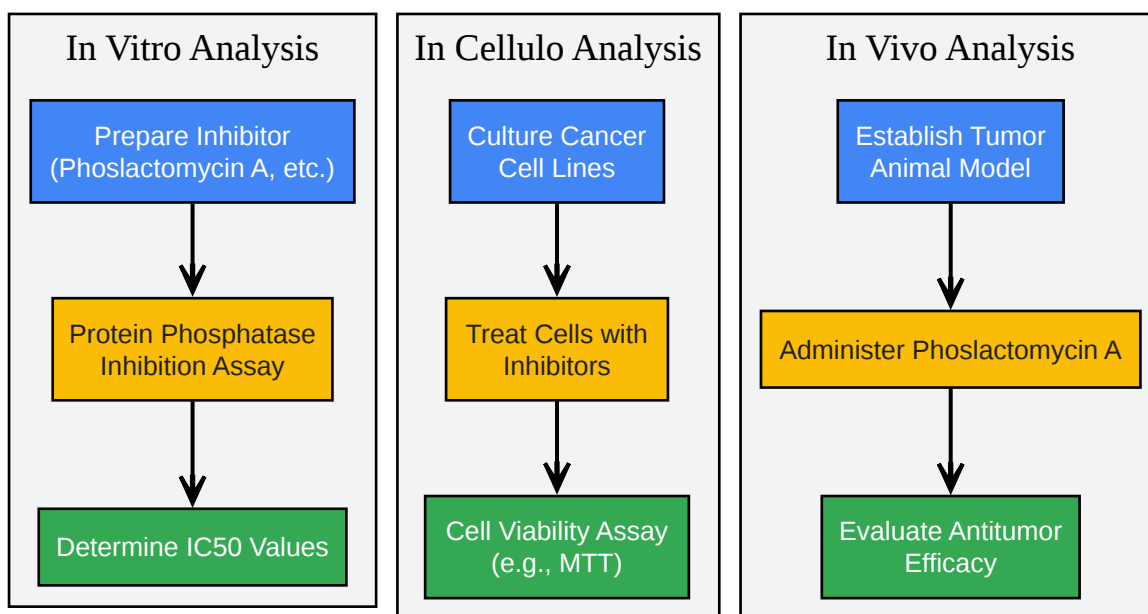 In Vitro Analysis
Prepare Inhibitor
(Phoslactomycin A, etc.)
Protein Phosphatase
Inhibition Assay
Determine IC50 Values
In Cellulo Analysis
Culture Cancer
Cell Lines
Treat Cells with
Inhibitors
Cell Viability Assay
(e.g., MTT)
In Vivo Analysis
Establish Tumor
Animal Model
Administer Phoslactomycin A
Evaluate Antitumor
Efficacy